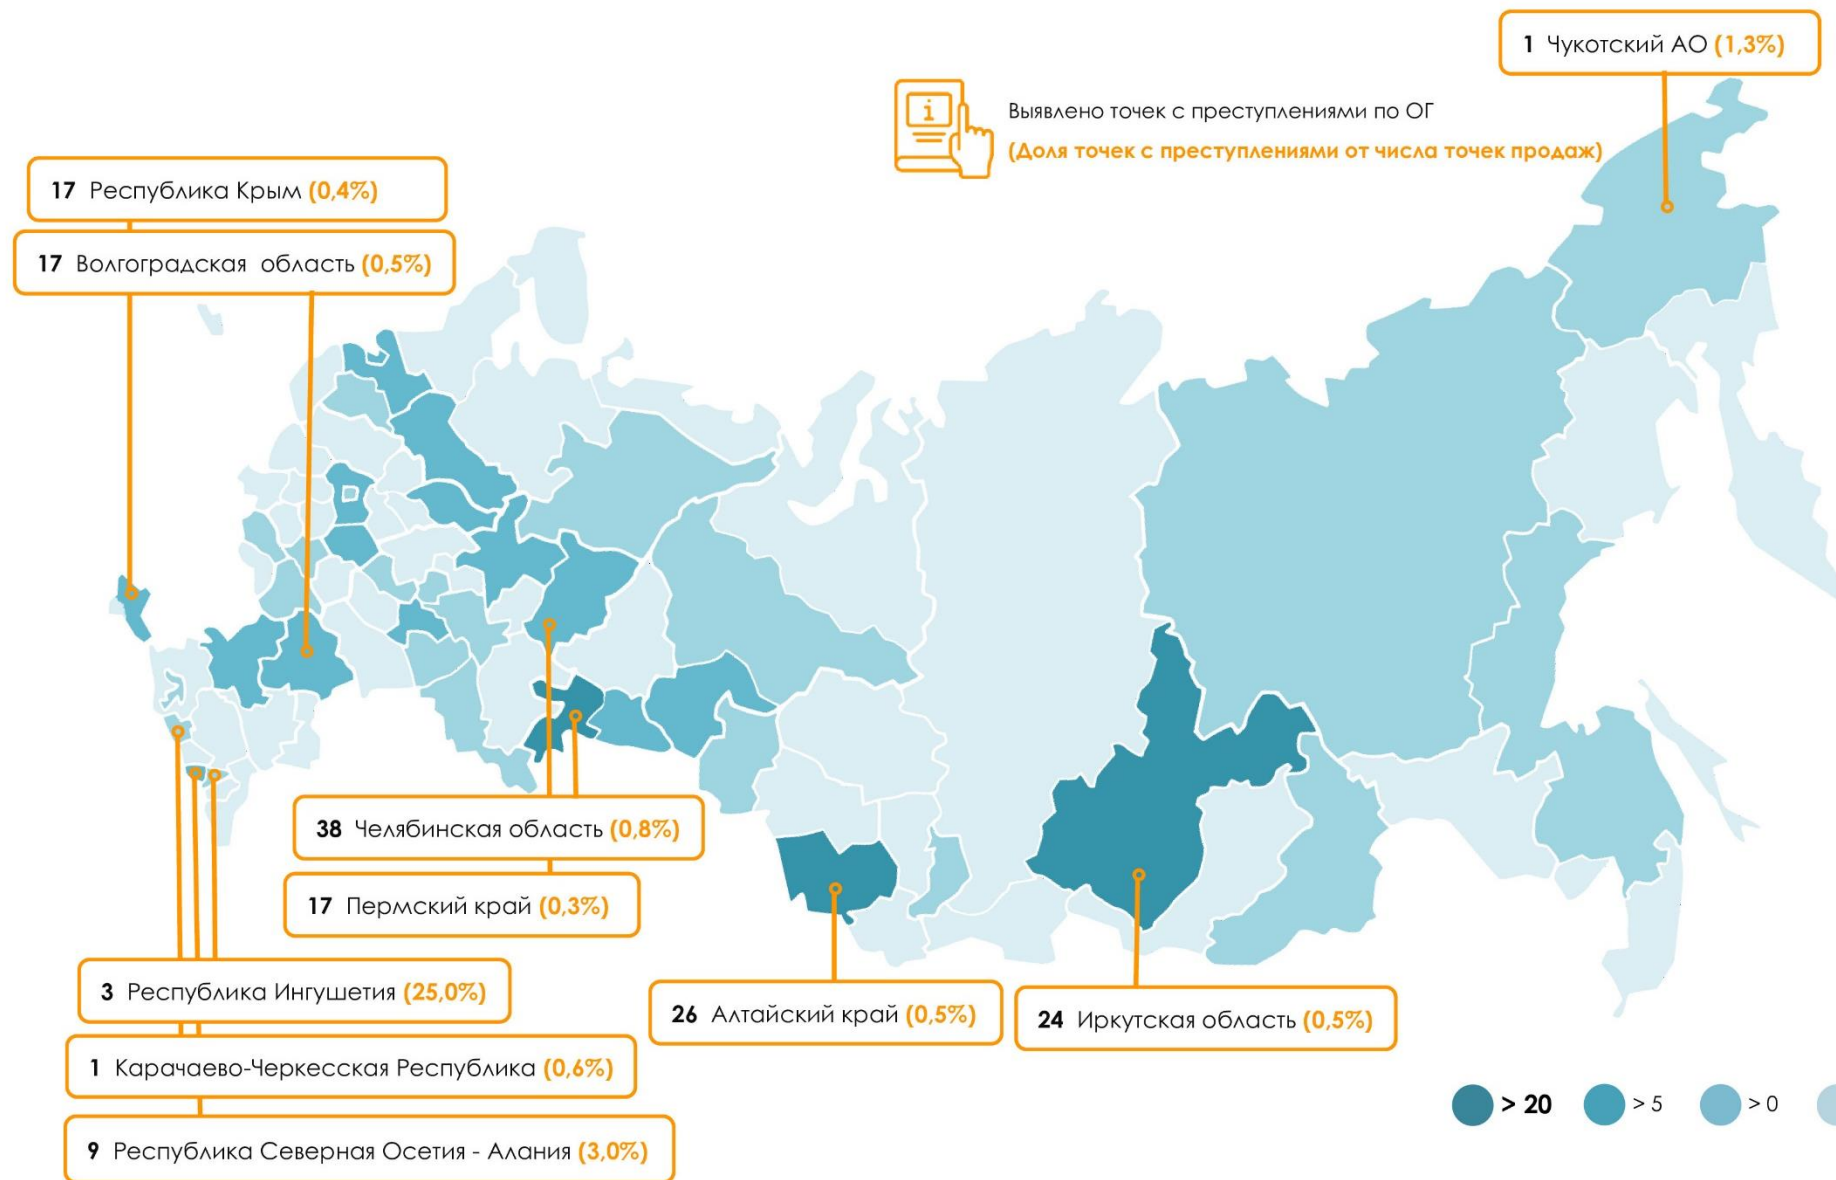 1 Чукотский АО (1,3%)
i
Выявлено точек с преступлениями по ОГ
(Доля точек с преступлениями от числа точек продаж)
17 Республика Крым (0,4%)
17 Волгоградская область (0,5%)
38 Челябинская область (0,8%)
17 Пермский край (0,3%)
3 Республика Ингушетия (25,0%)
26 Алтайский край (0,5%)
24 Иркутская область (0,5%)
1 Карачаево-Черкесская Республика (0,6%)
9 Республика Северная Осетия - Алания (3,0%)
> 20 > 5 > 0